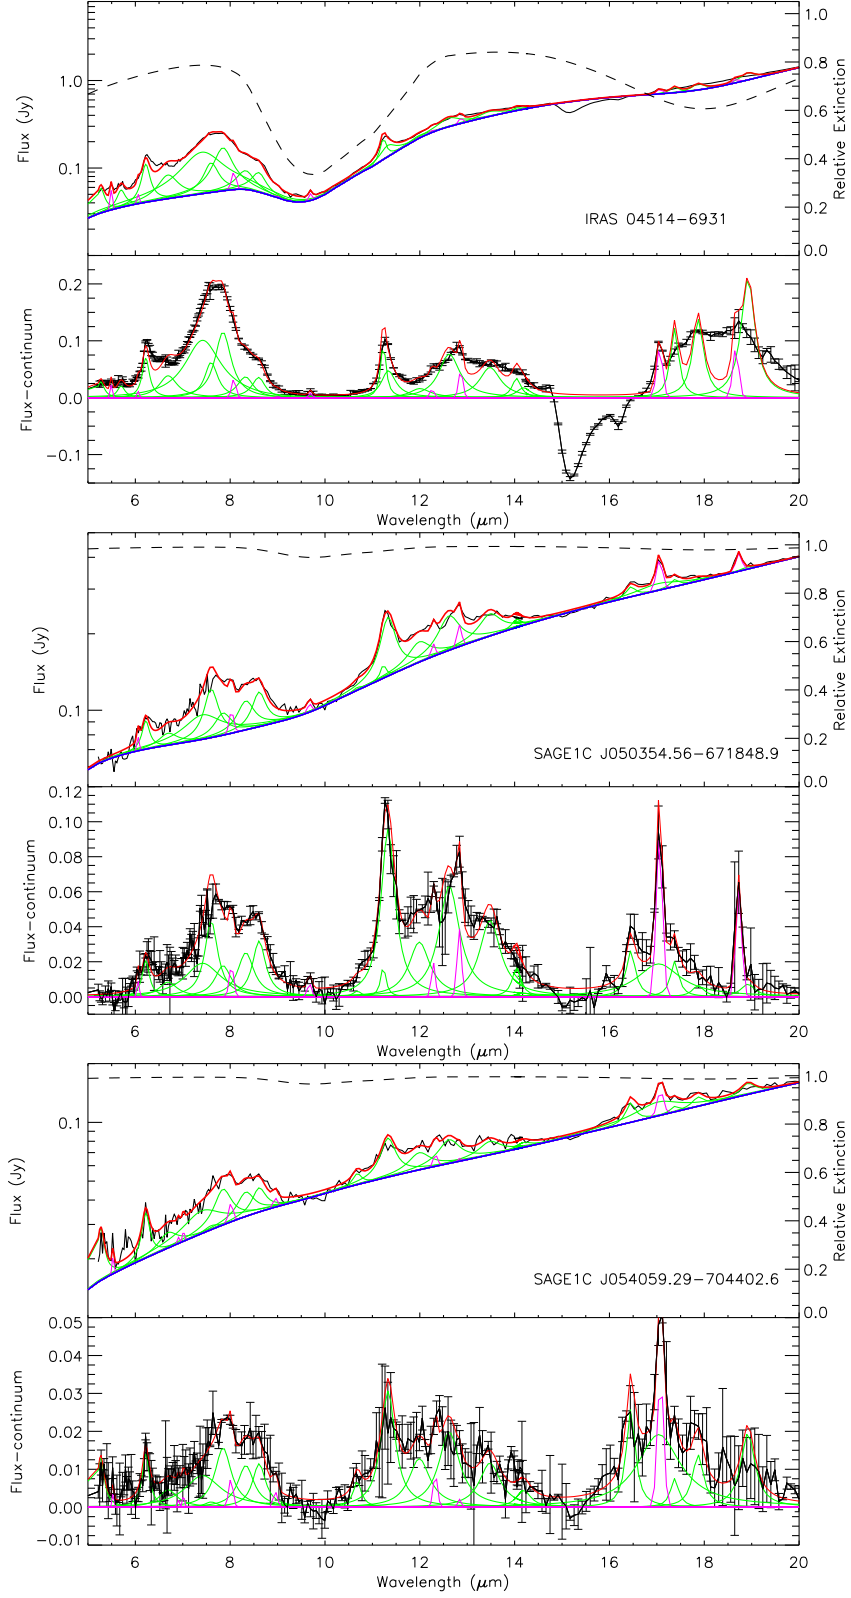 1.0
0.1
Flux (Jy)
1.0
0.8
0.6
0.4
0.2
0.0
Relative Extinction
IRAS 04514−6931
0.2
0.1
0.0
−0.1
Flux−continuum
6 8 10 12 14 16 18 20
Wavelength (μm)
0.1
Flux (Jy)
1.0
0.8
0.6
0.4
0.2
0.0
Relative Extinction
SAGE1C J050354.56−671848.9
0.12
0.10
0.08
0.06
0.04
0.02
0.00
Flux−continuum
6 8 10 12 14 16 18 20
Wavelength (μm)
0.1
Flux (Jy)
1.0
0.8
0.6
0.4
0.2
0.0
Relative Extinction
SAGE1C J054059.29−704402.6
0.05
0.04
0.03
0.02
0.01
0.00
−0.01
Flux−continuum
6 8 10 12 14 16 18 20
Wavelength (μm)